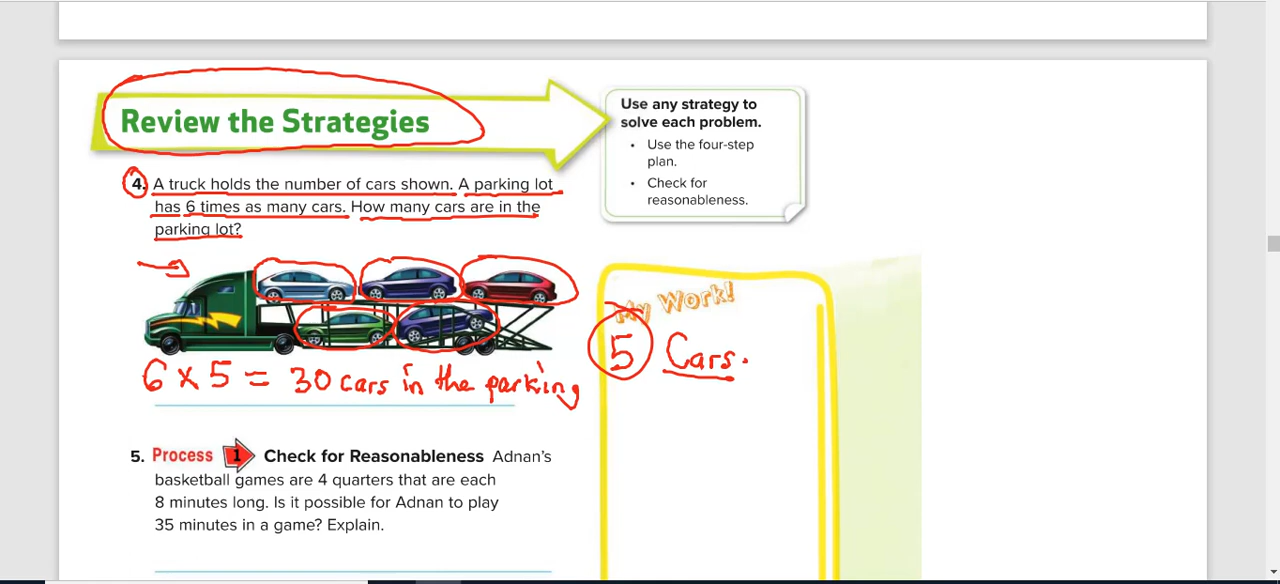 Review the Strategies
Use any strategy to
solve each problem.
• Use the four-step
plan.
• Check for
reasonableness.
4. A truck holds the number of cars shown. A parking lot
has 6 times as many cars. How many cars are in the
parking lot?
My Work!
5 Cars.
6 x 5 = 30 cars in the parking
5. Process 1 Check for Reasonableness Adnan's
basketball games are 4 quarters that are each
8 minutes long. Is it possible for Adnan to play
35 minutes in a game? Explain.